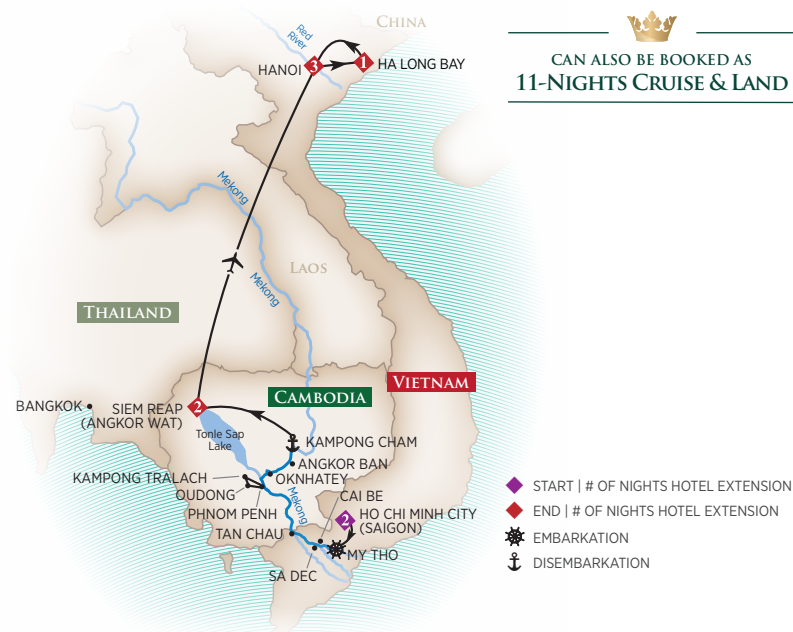 CHINA
CAN ALSO BE BOOKED AS
11-NIGHTS CRUISE & LAND
Red
River
HANOI
3
1
HA LONG BAY
Mekong
LAOS
Mekong
THAILAND
VIETNAM
CAMBODIA
BANGKOK
SIEM REAP
(ANGKOR WAT)
2
Tonle Sap
Lake
KAMPONG CHAM
ANGKOR BAN
KAMPONG TRALACH
OKNHATEY
OUDONG
CAI BE
PHNOM PENH
Mekong
2
HO CHI MINH CITY
(SAIGON)
TAN CHAU
MY THO
SA DEC
START | # OF NIGHTS HOTEL EXTENSION
END | # OF NIGHTS HOTEL EXTENSION
EMBARKATION
DISEMBARKATION